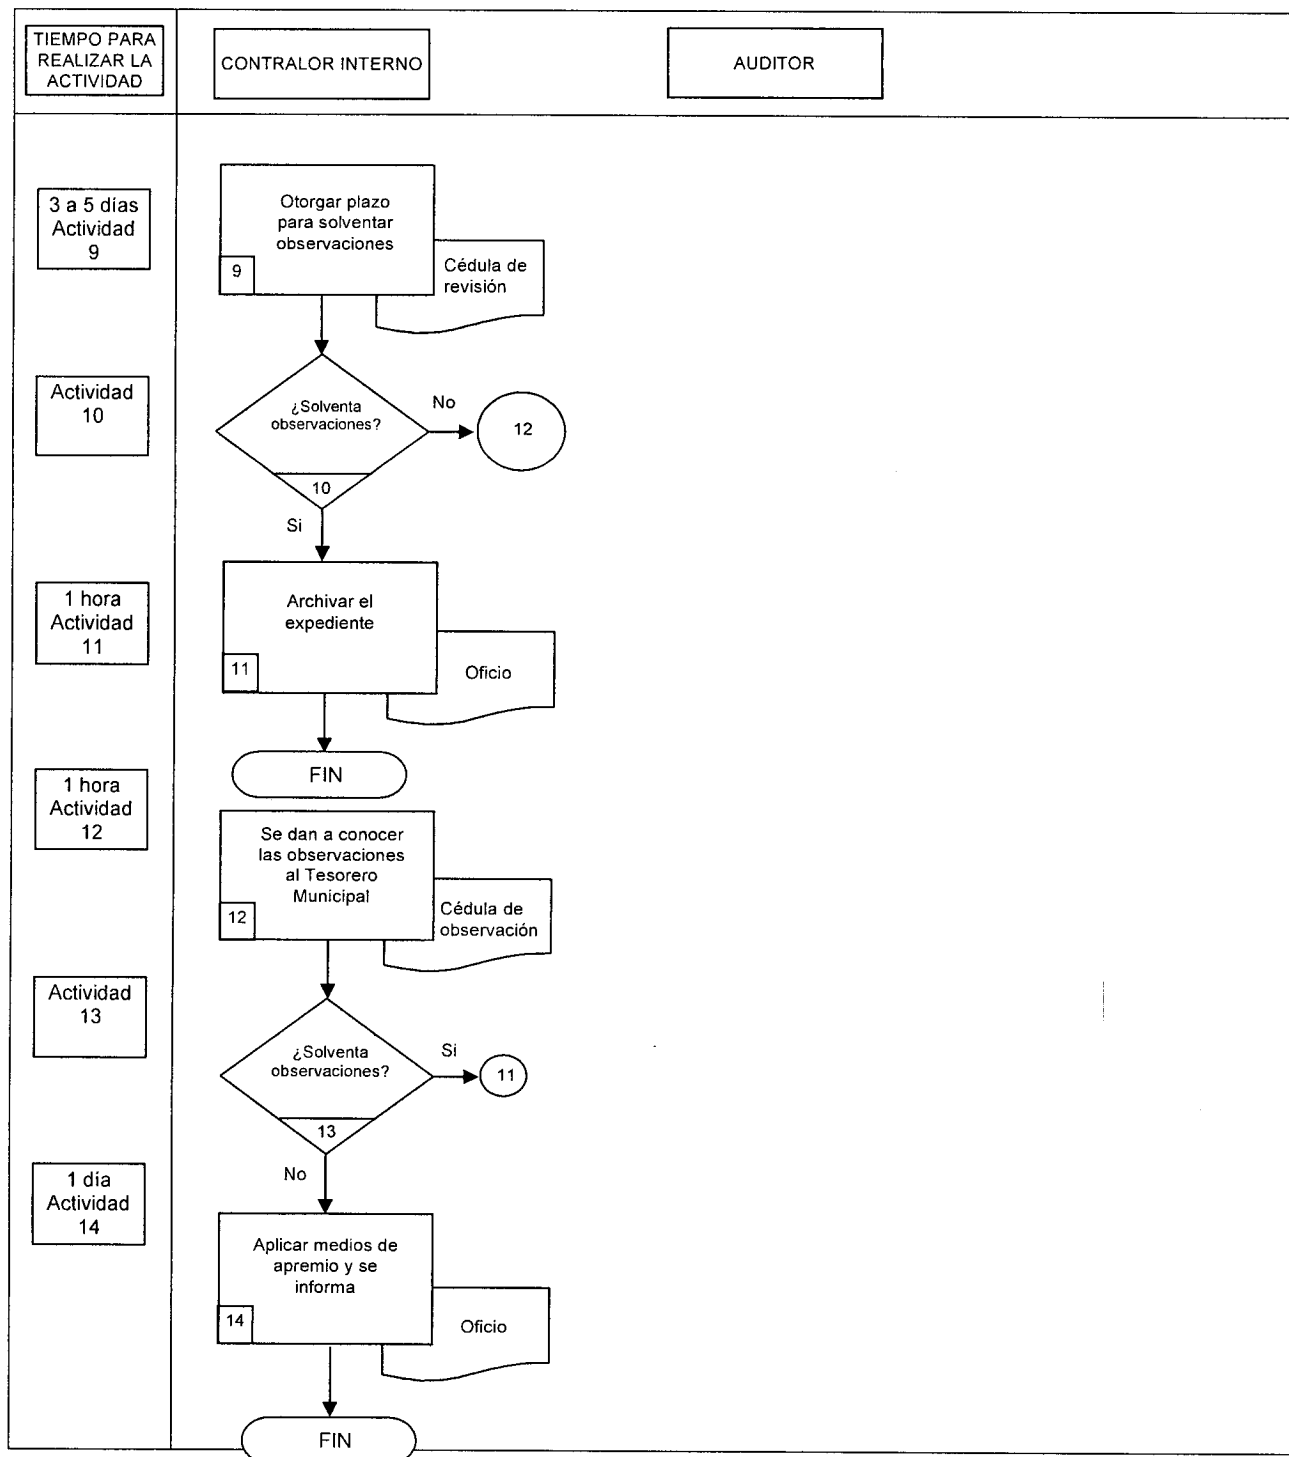 TIEMPO PARA
REALIZAR LA
ACTIVIDAD
CONTRALOR INTERNO
AUDITOR
3 a 5 días
Actividad
9
Otorgar plazo
para solventar
observaciones
9
Cédula de
revisión
Actividad
10
¿Solventa
observaciones?
10
No
12
Si
1 hora
Actividad
11
Archivar el
expediente
11
Oficio
FIN
1 hora
Actividad
12
Se dan a conocer
las observaciones
al Tesorero
Municipal
12
Cédula de
observación
Actividad
13
¿Solventa
observaciones?
13
Si
11
No
1 día
Actividad
14
Aplicar medios de
apremio y se
informa
14
Oficio
FIN